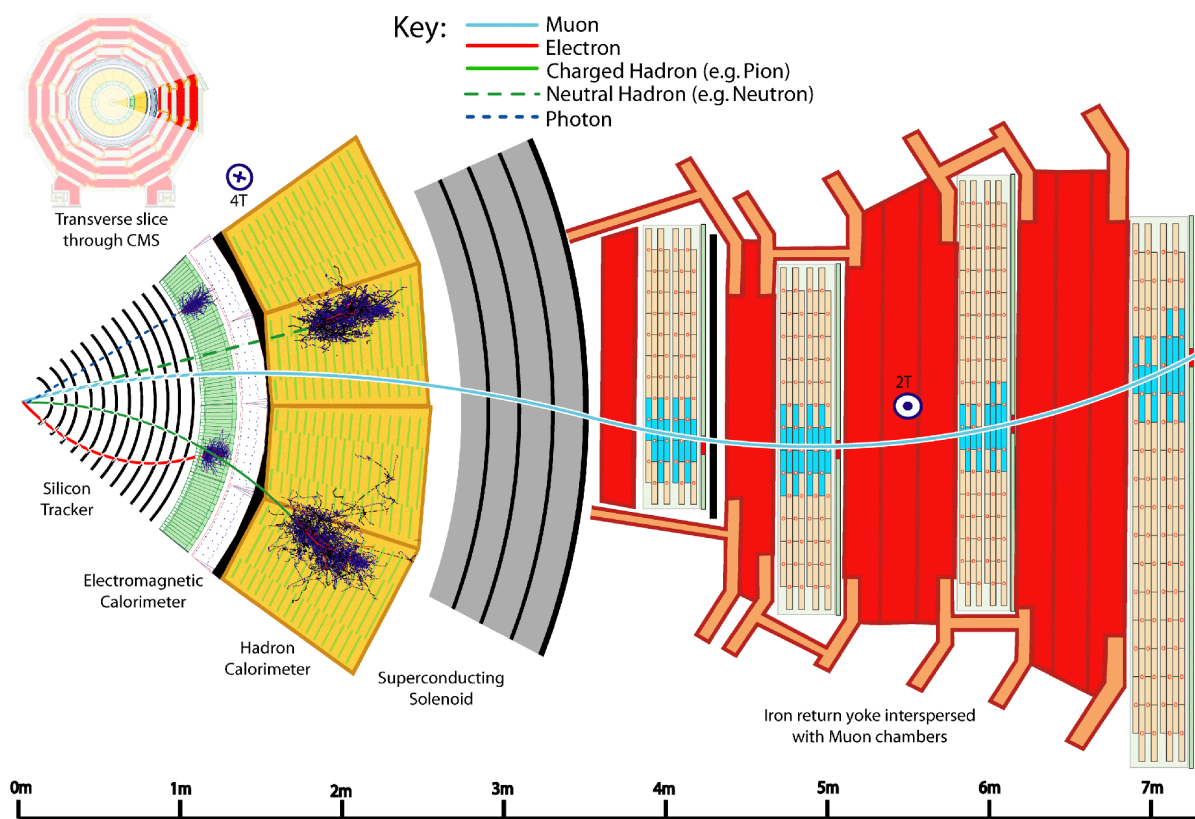 Key:
Muon
Electron
Charged Hadron (e.g. Pion)
Neutral Hadron (e.g. Neutron)
Photon
Transverse slice
through CMS
4T
2T
Silicon
Tracker
Electromagnetic
Calorimeter
Hadron
Calorimeter
Superconducting
Solenoid
Iron return yoke interspersed
with Muon chambers
0m
1m
2m
3m
4m
5m
6m
7m